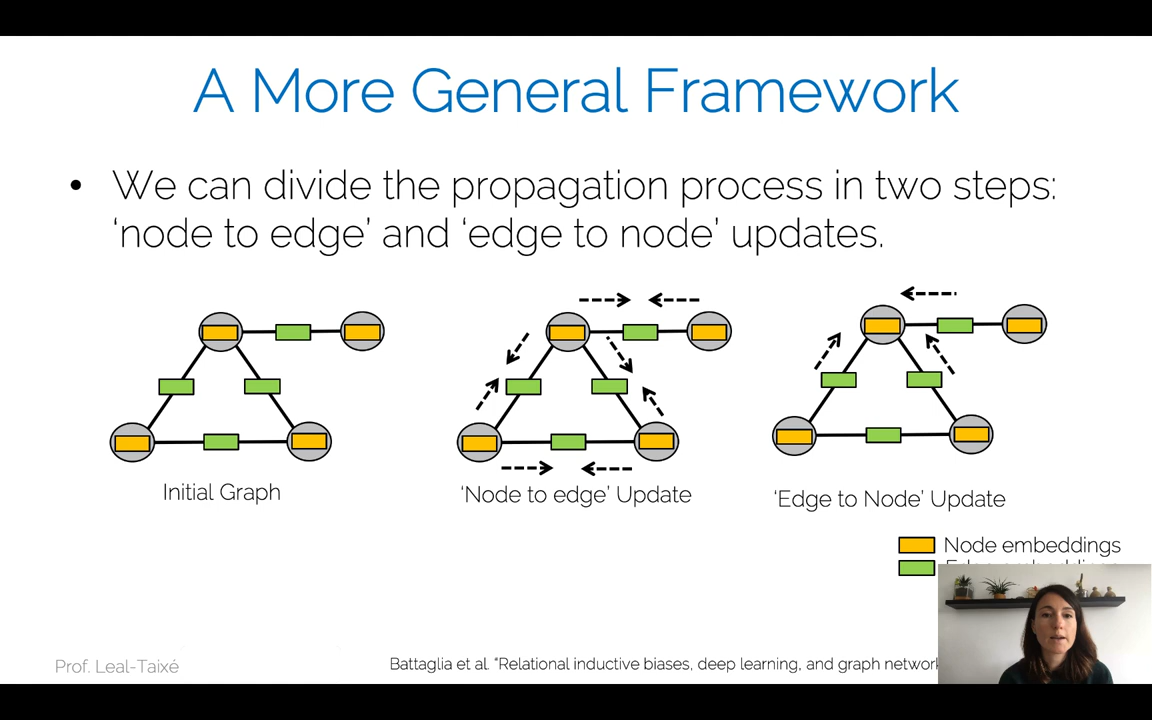 A More General Framework
• We can divide the propagation process in two steps:
‘node to edge’ and ‘edge to node’ updates.
Initial Graph
‘Node to edge’ Update
‘Edge to Node’ Update
Node embeddings
Prof. Leal-Taixé
Battaglia et al. “Relational inductive biases, deep learning, and graph